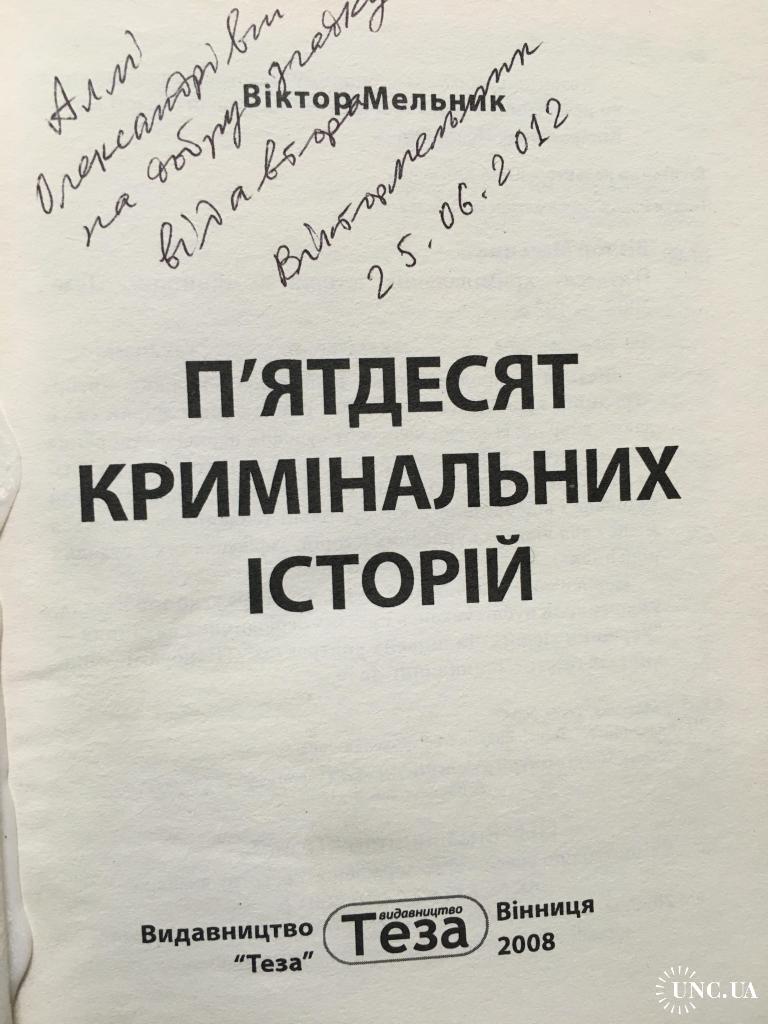 Аллі
Олександрівні
на добру згадку
від автора
Віктор Мельник
25.06.2012
Віктор Мельник
П’ЯТДЕСЯТ
КРИМІНАЛЬНИХ
ІСТОРІЙ
Видавництво
“Теза”
видавництво
Теза
Вінниця
2008
UNC.UA